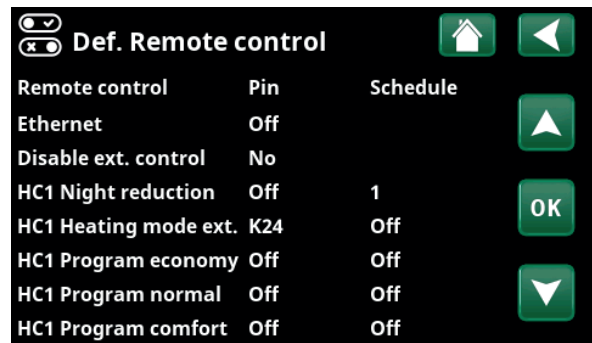 Def. Remote control
Remote control Pin Schedule
Ethernet Off
Disable ext. control No
HC1 Night reduction Off 1
HC1 Heating mode ext. K24 Off
HC1 Program economy Off Off
HC1 Program normal Off Off
HC1 Program comfort Off Off
OK